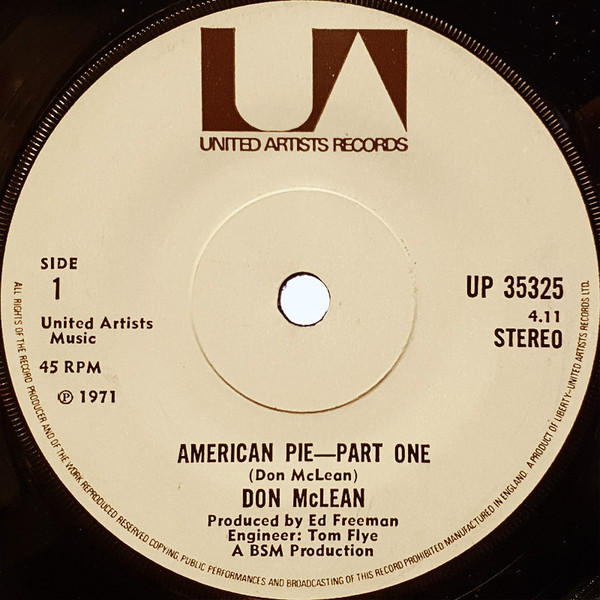 UA
UNITED ARTISTS RECORDS
SIDE
1
United Artists
Music
45 RPM
℗ 1971
UP 35325
4.11
STEREO
AMERICAN PIE—PART ONE
(Don McLean)
DON McLEAN
Produced by Ed Freeman
Engineer: Tom Flye
A BSM Production
ALL RIGHTS OF THE RECORD PRODUCER AND OF THE WORK REPRODUCED RESERVED COPYING, PUBLIC PERFORMANCES AND BROADCASTING OF THIS RECORD PROHIBITED MANUFACTURED IN ENGLAND. A PRODUCT OF LIBERTY—UNITED ARTISTS RECORDS LTD.